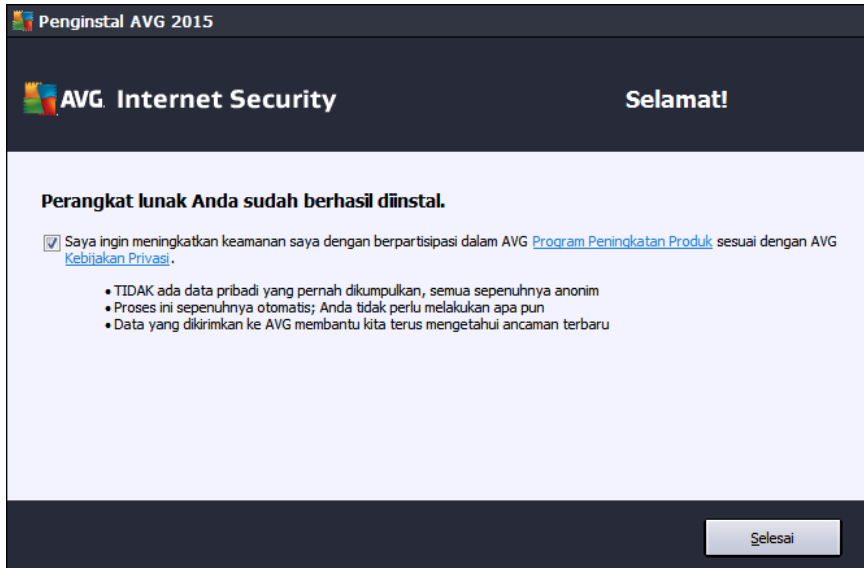 Penginstal AVG 2015
AVG Internet Security
Selamat!
Perangkat lunak Anda sudah berhasil diinstal.
Saya ingin meningkatkan keamanan saya dengan berpartisipasi dalam AVG Program Peningkatan Produk sesuai dengan AVG
Kebijakan Privasi.
• TIDAK ada data pribadi yang pernah dikumpulkan, semua sepenuhnya anonim
• Proses ini sepenuhnya otomatis; Anda tidak perlu melakukan apa pun
• Data yang dikirimkan ke AVG membantu kita terus mengetahui ancaman terbaru
Selesai